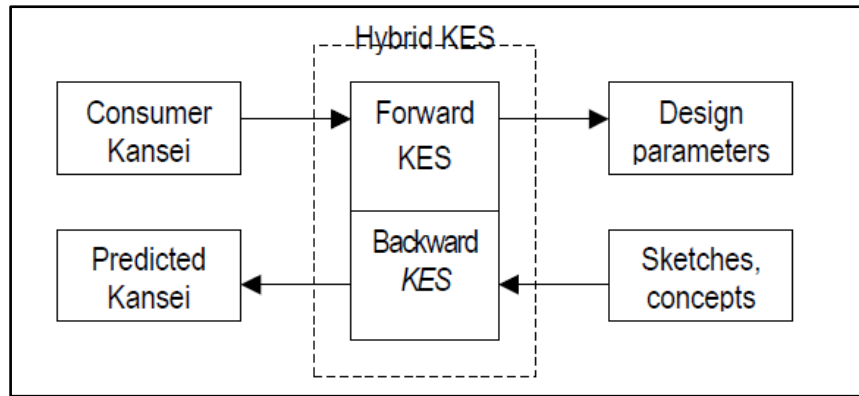 Hybrid KES
Consumer
Kansei
Forward
KES
Design
parameters
Predicted
Kansei
Backward
KES
Sketches,
concepts